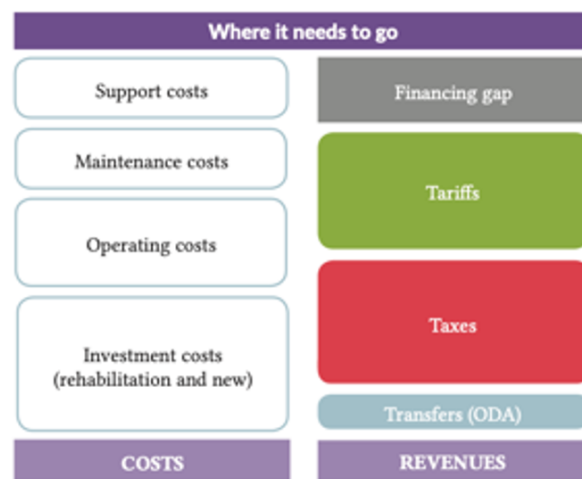 Where it needs to go
Support costs
Maintenance costs
Operating costs
Investment costs
(rehabilitation and new)
COSTS
Financing gap
Tariffs
Taxes
Transfers (ODA)
REVENUES